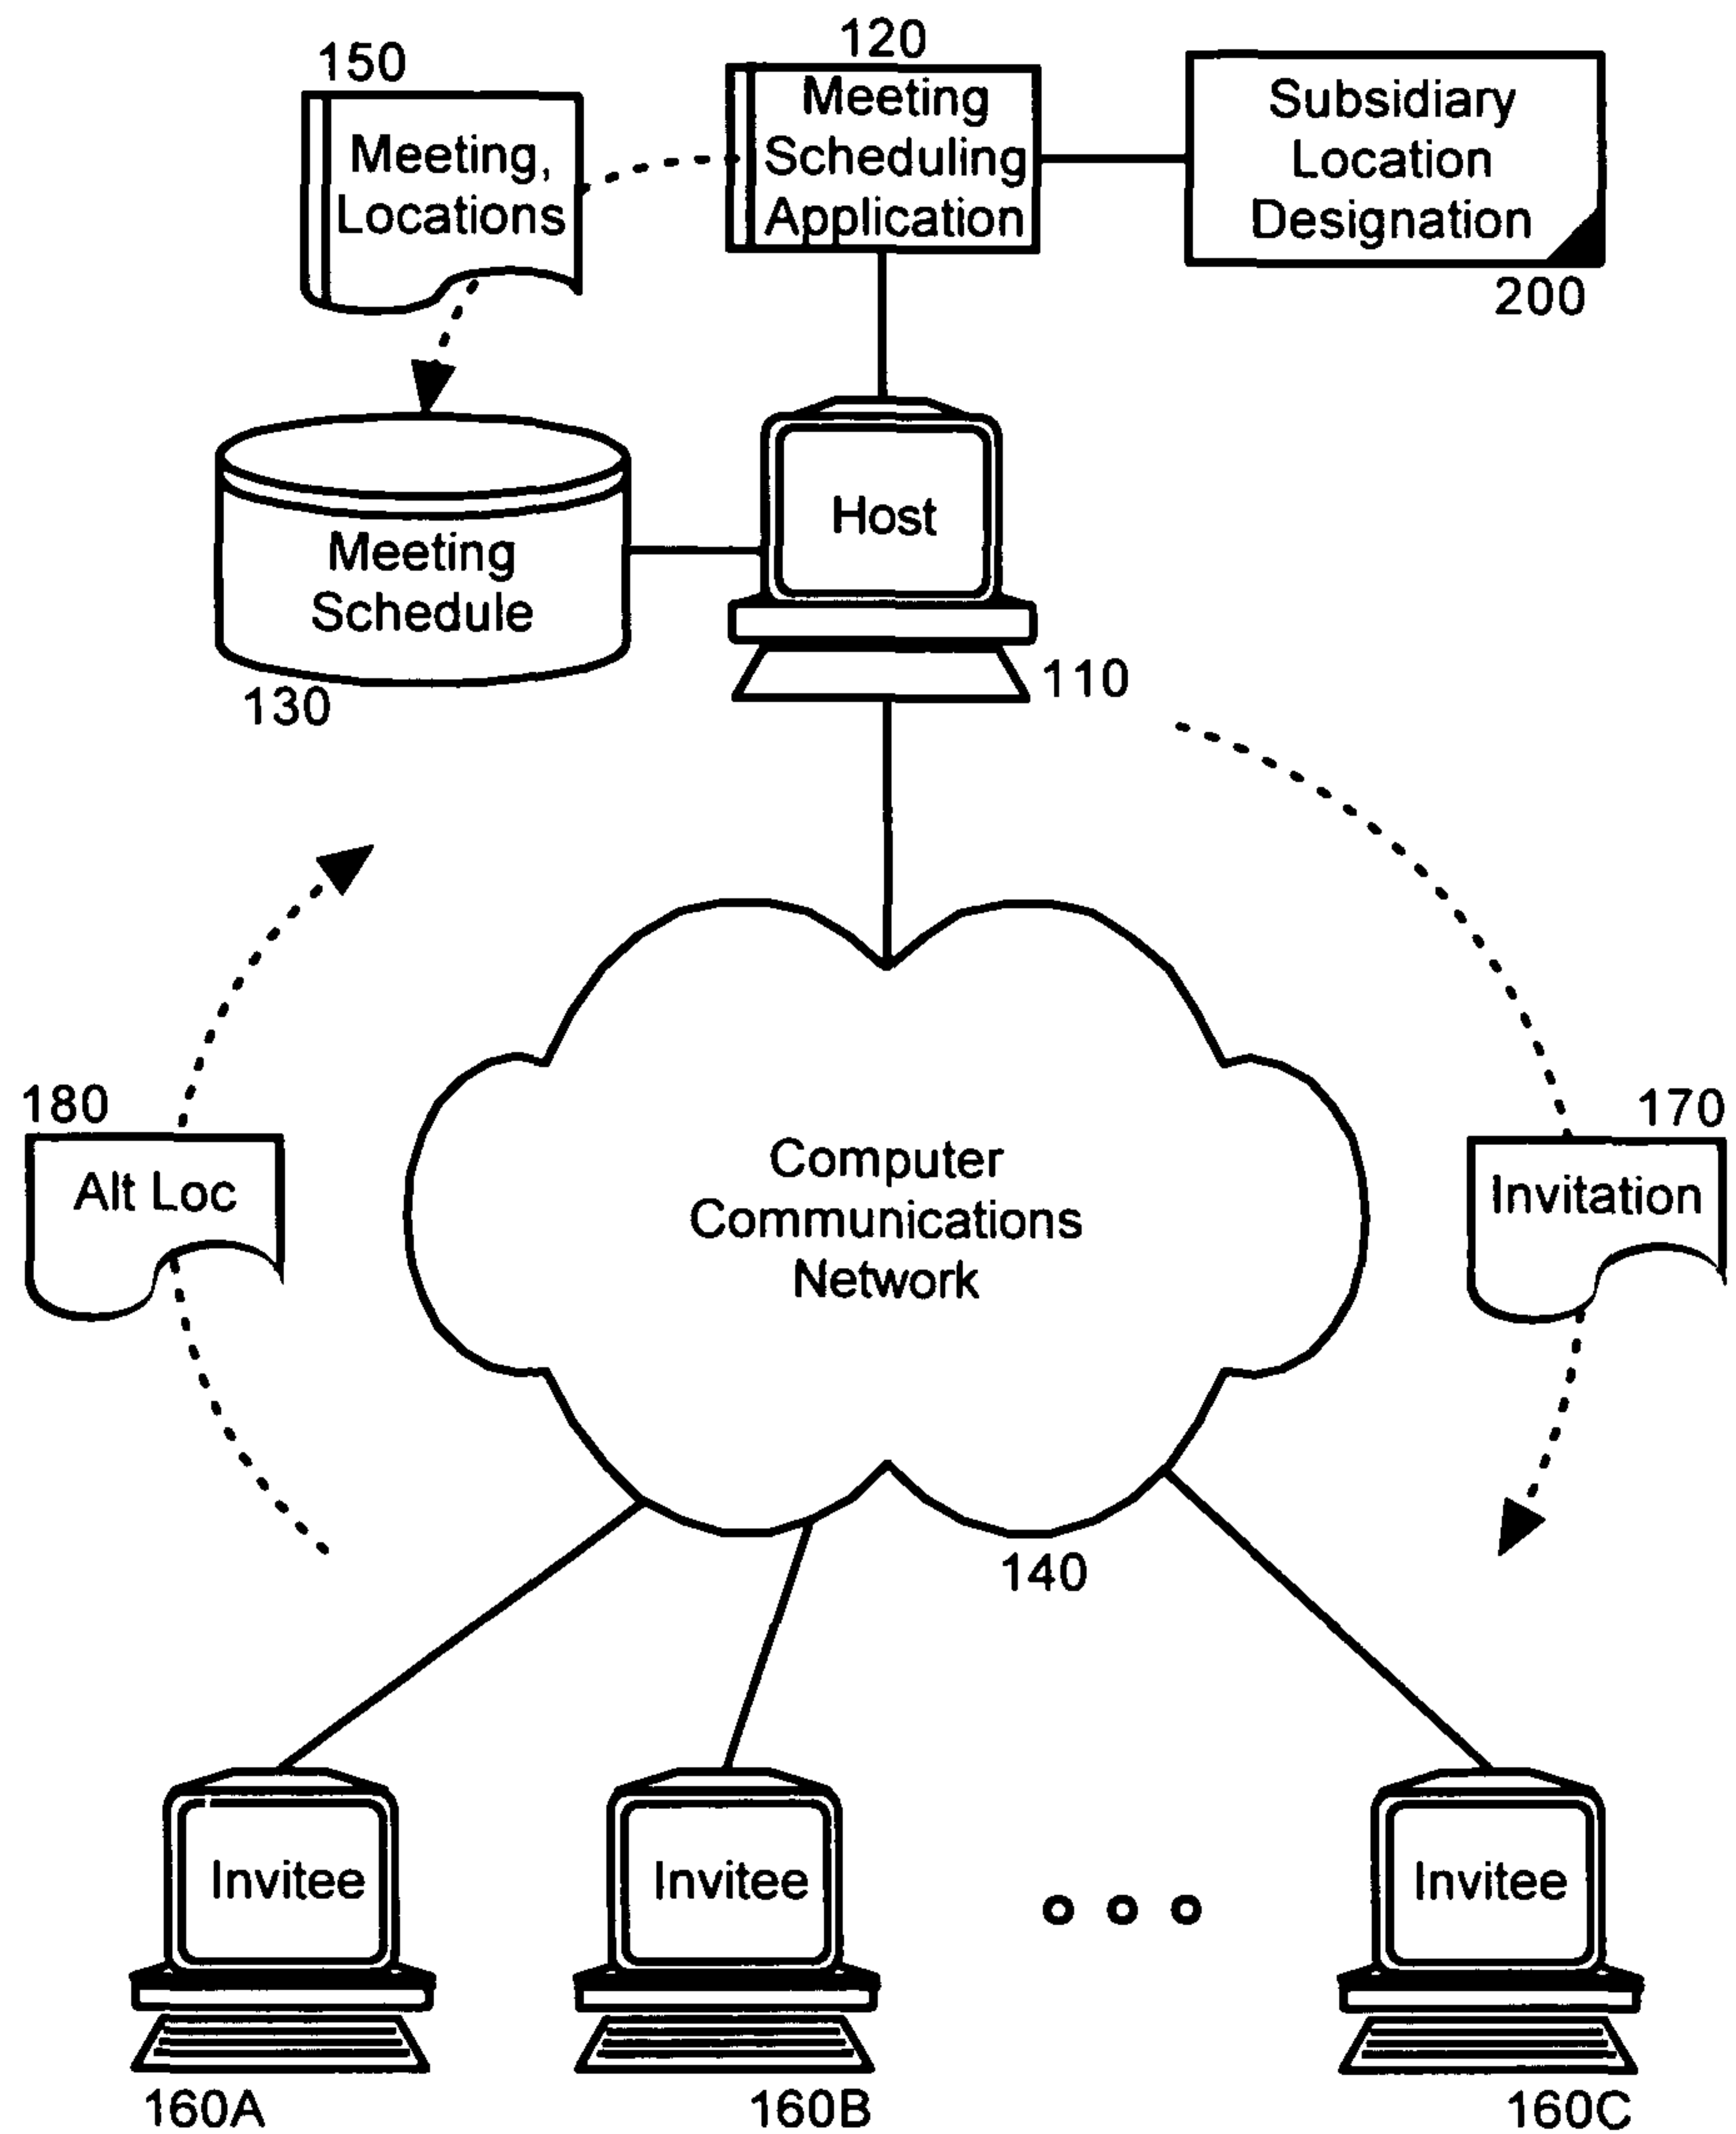 120
150
Meeting
Scheduling
Application
Subsidiary
Location
Designation
200
Meeting,
Locations
Host
Meeting
Schedule
110
130
180
170
Alt Loc
Invitation
Computer
Communications
Network
140
Invitee
Invitee
Invitee
160A
160B
160C